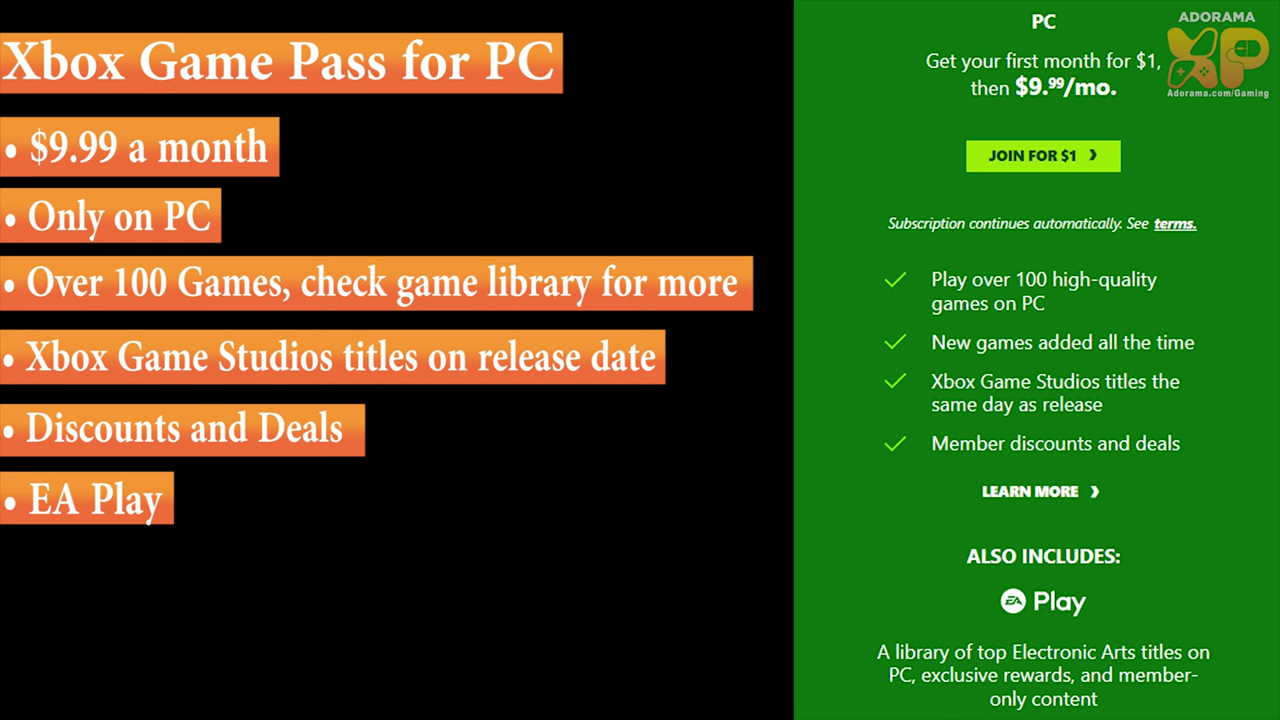 Xbox Game Pass for PC
• $9.99 a month
• Only on PC
• Over 100 Games, check game library for more
• Xbox Game Studios titles on release date
• Discounts and Deals
• EA Play
ADORAMA
XP
Adorama.com/Gaming
PC
Get your first month for $1,
then $9.99/mo.
JOIN FOR $1 ❯
Subscription continues automatically. See terms.
Play over 100 high-quality
games on PC
New games added all the time
Xbox Game Studios titles the
same day as release
Member discounts and deals
LEARN MORE ❯
ALSO INCLUDES:
EA Play
A library of top Electronic Arts titles on
PC, exclusive rewards, and member-
only content